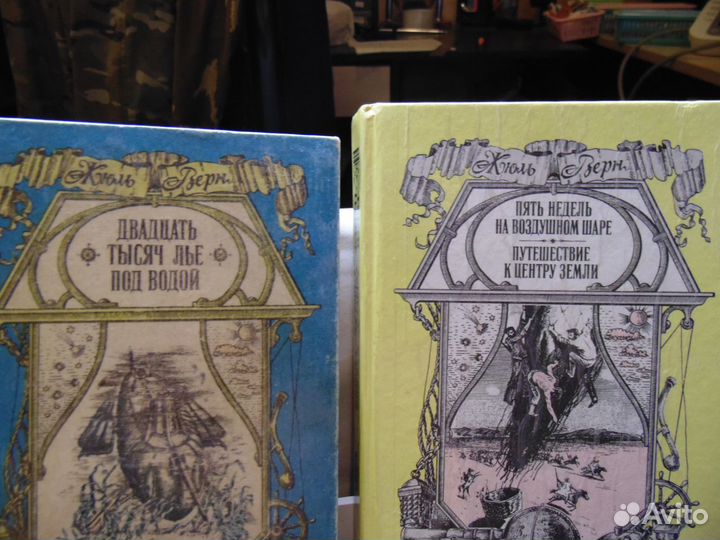 Жюль Верн
ДВАДЦАТЬ
ТЫСЯЧ ЛЬЕ
ПОД ВОДОЙ
Жюль Верн
ПЯТЬ НЕДЕЛЬ
НА ВОЗДУШНОМ ШАРЕ
ПУТЕШЕСТВИЕ
К ЦЕНТРУ ЗЕМЛИ
Avito